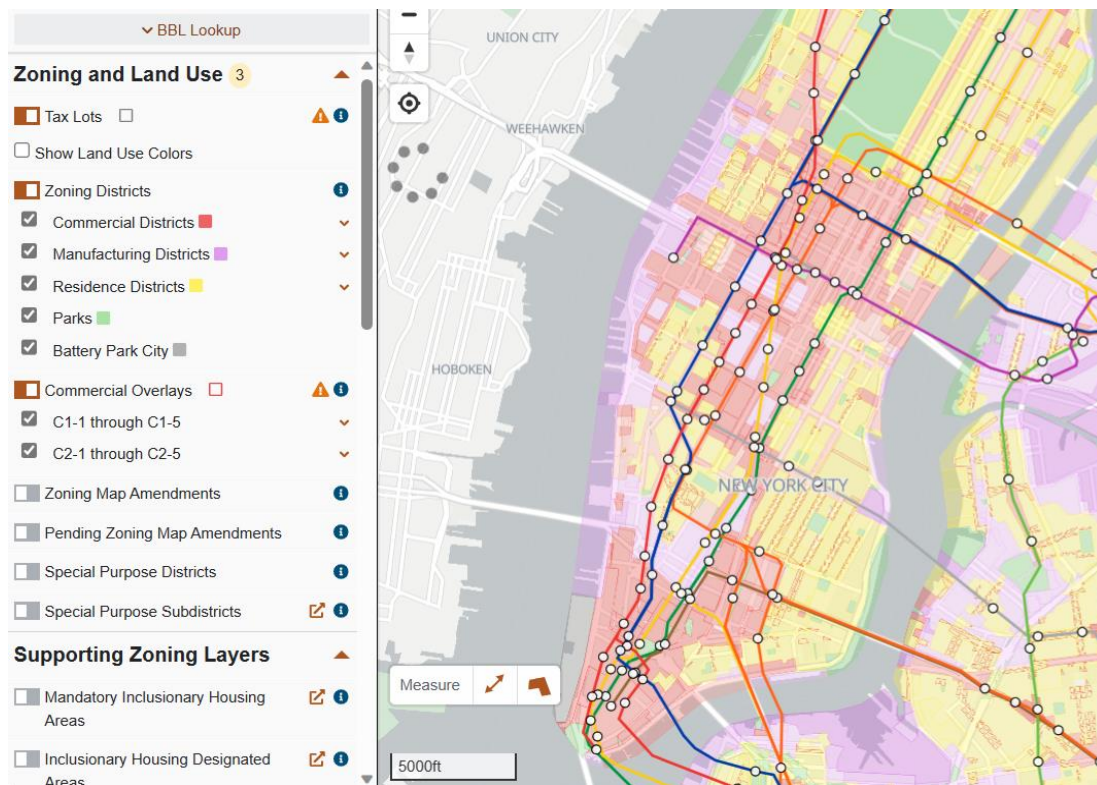 BBL Lookup
Zoning and Land Use 3
Tax Lots
Show Land Use Colors
Zoning Districts
Commercial Districts
Manufacturing Districts
Residence Districts
Parks
Battery Park City
Commercial Overlays
C1-1 through C1-5
C2-1 through C2-5
Zoning Map Amendments
Pending Zoning Map Amendments
Special Purpose Districts
Special Purpose Subdistricts
Supporting Zoning Layers
Mandatory Inclusionary Housing
Areas
Inclusionary Housing Designated
Areas
UNION CITY
WEEHAWKEN
HOBOKEN
NEW YORK CITY
Measure
5000ft